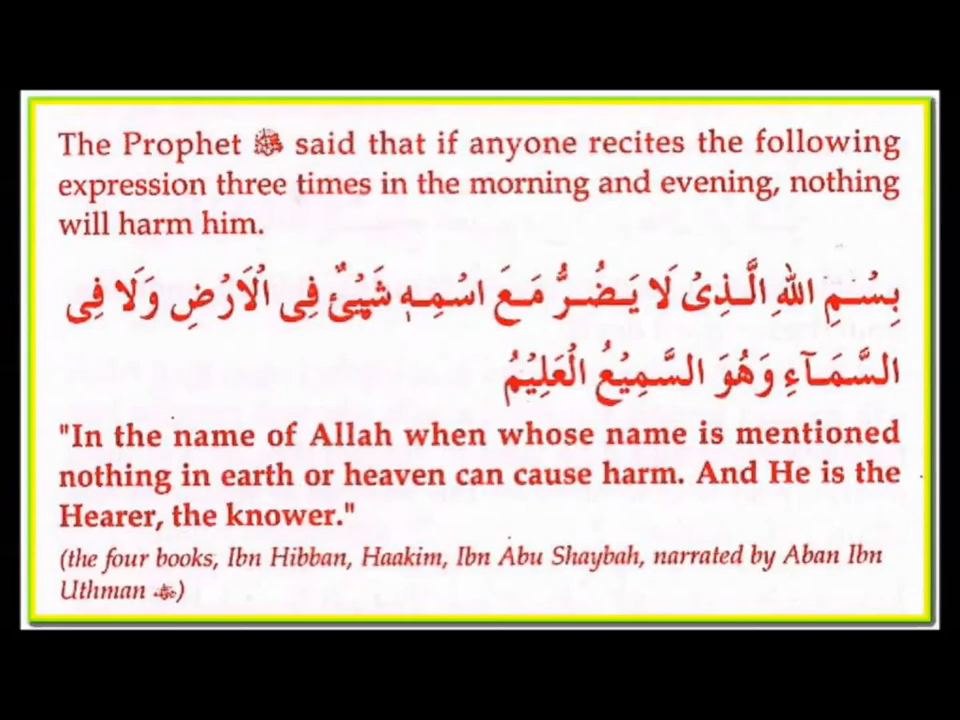 The Prophet ﷺ said that if anyone recites the following
expression three times in the morning and evening, nothing
will harm him.
بِسْمِ اللهِ الَّذِىْ لَا يَضُرُّ مَعَ اسْمِهٖ شَيْئٌ فِى الْاَرْضِ وَلَا فِى
السَّمَآءِ وَهُوَ السَّمِيْعُ الْعَلِيْمُ
"In the name of Allah when whose name is mentioned
nothing in earth or heaven can cause harm. And He is the
Hearer, the knower."
(the four books, Ibn Hibban, Haakim, Ibn Abu Shaybah, narrated by Aban Ibn
Uthman )